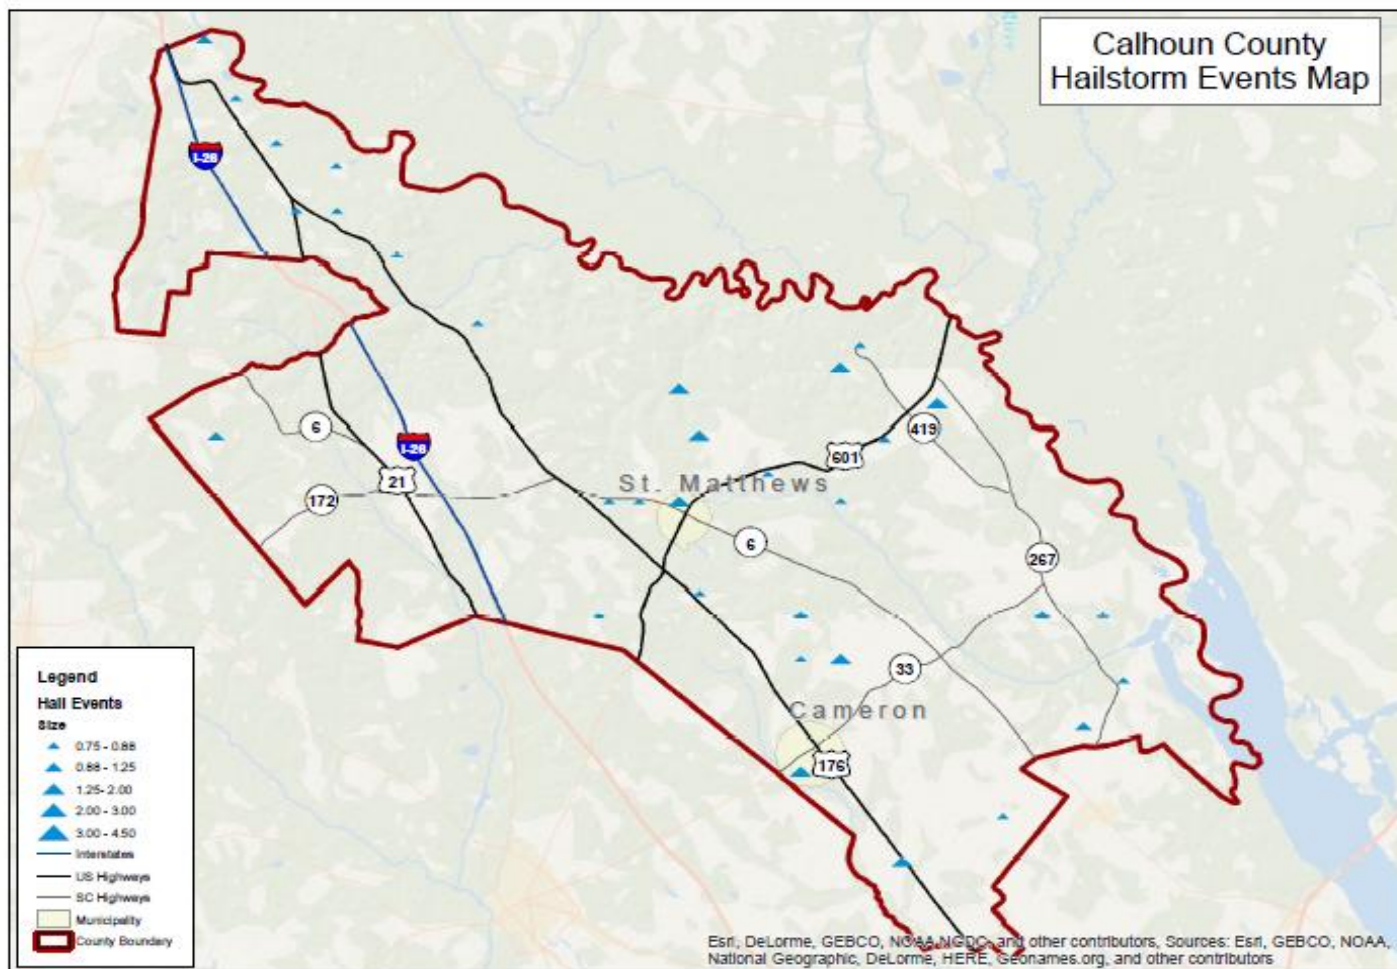 Calhoun County
Hailstorm Events Map
I-26
6
I-26
419
601
21
St. Matthews
172
6
267
33
Cameron
176
Legend
Hail Events
Size
0.75 - 0.88
0.88 - 1.25
1.25- 2.00
2.00 - 3.00
3.00 - 4.50
Interstates
US Highways
SC Highways
Municipality
County Boundary
Esri, DeLorme, GEBCO, NOAA NGDC, and other contributors, Sources: Esri, GEBCO, NOAA,
National Geographic, DeLorme, HERE, Geonames.org, and other contributors